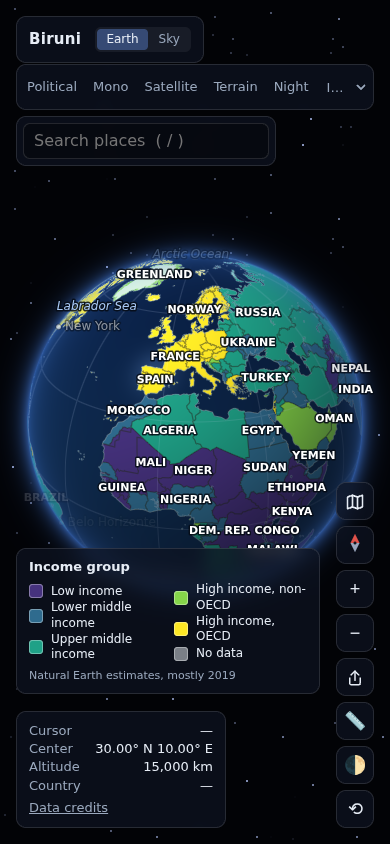 Biruni Earth Sky
Political Mono Satellite Terrain Night I...
Search places ( / )
Arctic Ocean
GREENLAND
Labrador Sea
NORWAY
RUSSIA
New York
UKRAINE
FRANCE
NEPAL
SPAIN
TURKEY
INDIA
MOROCCO
OMAN
ALGERIA
EGYPT
YEMEN
MALI
NIGER
SUDAN
GUINEA
ETHIOPIA
BRAZIL
NIGERIA
KENYA
Belo Horizonte
DEM. REP. CONGO
MALAWI
Income group
Low income
Lower middle
income
Upper middle
income
High income, non-
OECD
High income,
OECD
No data
Natural Earth estimates, mostly 2019
+
−
Cursor —
Center 30.00° N 10.00° E
Altitude 15,000 km
Country —
Data credits